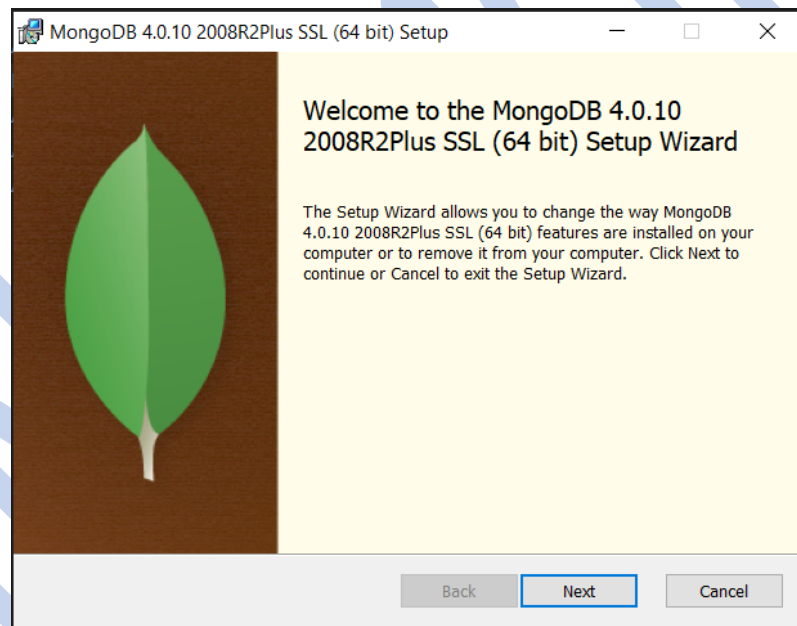 MongoDB 4.0.10 2008R2Plus SSL (64 bit) Setup
Welcome to the MongoDB 4.0.10
2008R2Plus SSL (64 bit) Setup Wizard
The Setup Wizard allows you to change the way MongoDB
4.0.10 2008R2Plus SSL (64 bit) features are installed on your
computer or to remove it from your computer. Click Next to
continue or Cancel to exit the Setup Wizard.
Back
Next
Cancel